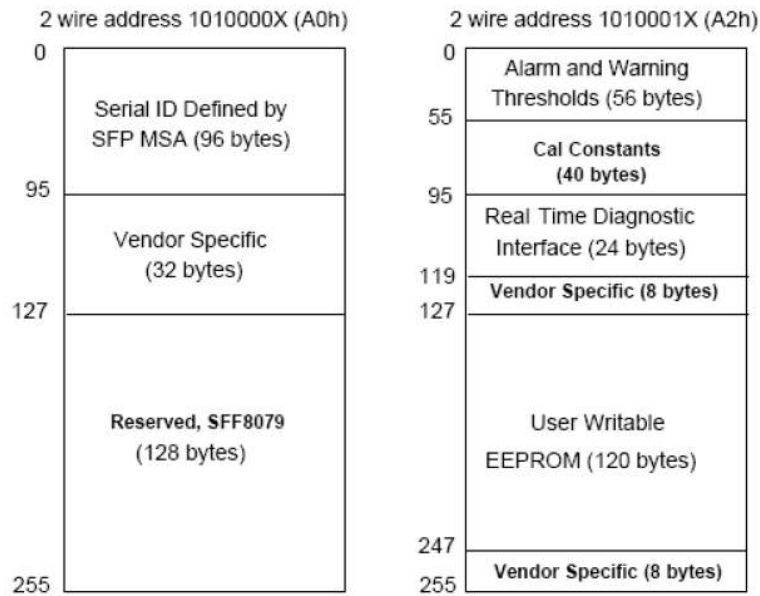 2 wire address 1010000X (A0h)
0
Serial ID Defined by
SFP MSA (96 bytes)
95
Vendor Specific
(32 bytes)
127
Reserved, SFF8079
(128 bytes)
255
2 wire address 1010001X (A2h)
0
Alarm and Warning
Thresholds (56 bytes)
55
Cal Constants
(40 bytes)
95
Real Time Diagnostic
Interface (24 bytes)
119
Vendor Specific (8 bytes)
127
User Writable
EEPROM (120 bytes)
247
Vendor Specific (8 bytes)
255